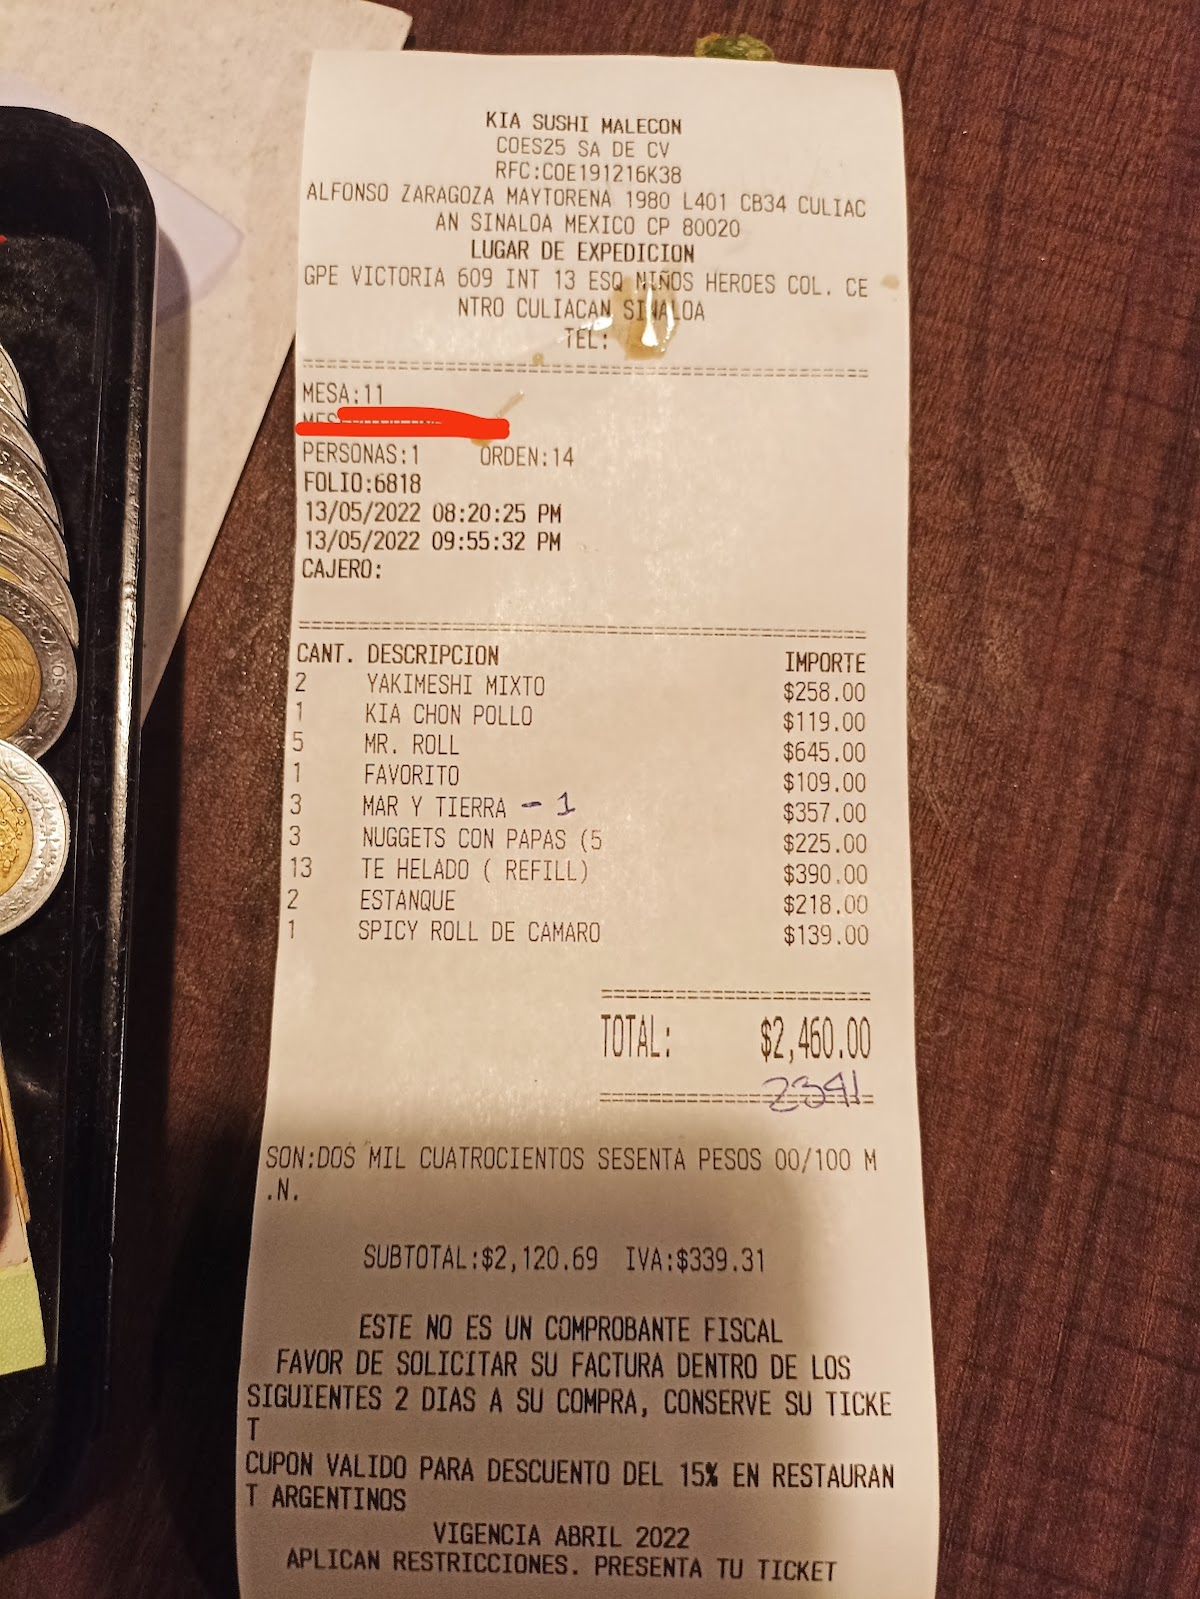 KIA SUSHI MALECON
COES25 SA DE CV
RFC:COE191216K38
ALFONSO ZARAGOZA MAYTORENA 1980 L401 CB34 CULIAC
AN SINALOA MEXICO CP 80020
LUGAR DE EXPEDICION
GPE VICTORIA 609 INT 13 ESQ NIÑOS HEROES COL. CE
NTRO CULIACAN SINALOA
TEL:
MESA:11
PERSONAS:1 ORDEN:14
FOLIO:6818
13/05/2022 08:20:25 PM
13/05/2022 09:55:32 PM
CAJERO:
CANT. DESCRIPCION IMPORTE
2 YAKIMESHI MIXTO $258.00
1 KIA CHON POLLO $119.00
5 MR. ROLL $645.00
1 FAVORITO $109.00
3 MAR Y TIERRA - 1 $357.00
3 NUGGETS CON PAPAS (5 $225.00
13 TE HELADO ( REFILL) $390.00
2 ESTANQUE $218.00
1 SPICY ROLL DE CAMARO $139.00
TOTAL: $2,460.00
2341
SON:DOS MIL CUATROCIENTOS SESENTA PESOS 00/100 M
.N.
SUBTOTAL:$2,120.69 IVA:$339.31
ESTE NO ES UN COMPROBANTE FISCAL
FAVOR DE SOLICITAR SU FACTURA DENTRO DE LOS
SIGUIENTES 2 DIAS A SU COMPRA, CONSERVE SU TICKE
T
CUPON VALIDO PARA DESCUENTO DEL 15% EN RESTAURAN
T ARGENTINOS
VIGENCIA ABRIL 2022
APLICAN RESTRICCIONES. PRESENTA TU TICKET